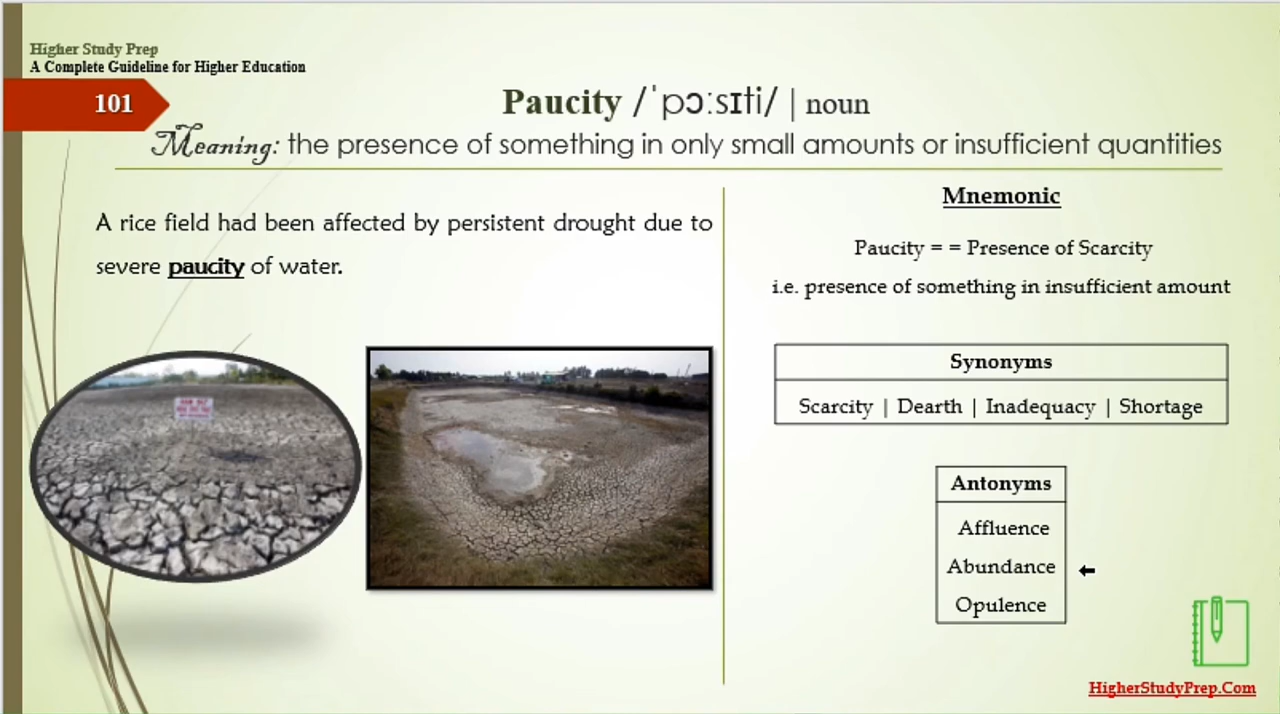 Higher Study Prep
A Complete Guideline for Higher Education
101
Paucity /ˈpɔːsɪti/ | noun
Meaning: the presence of something in only small amounts or insufficient quantities
A rice field had been affected by persistent drought due to
severe paucity of water.
Mnemonic
Paucity = = Presence of Scarcity
i.e. presence of something in insufficient amount
Synonyms
Scarcity | Dearth | Inadequacy | Shortage
Antonyms
Affluence
Abundance
Opulence
HigherStudyPrep.Com